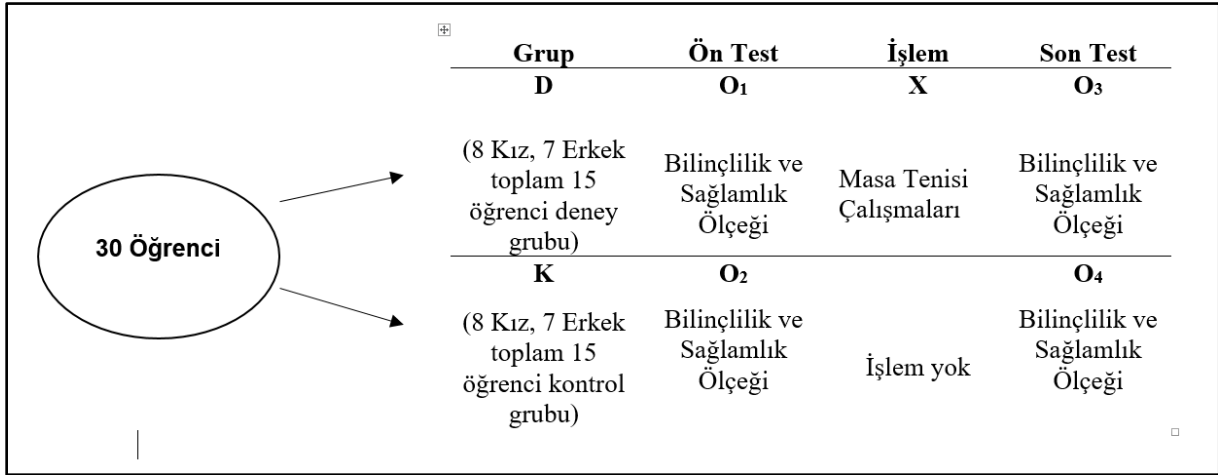 Grup Ön Test İşlem Son Test
D O₁ X O₃
(8 Kız, 7 Erkek
toplam 15
öğrenci deney
grubu)
Bilinçlilik ve
Sağlamlık
Ölçeği
Masa Tenisi
Çalışmaları
Bilinçlilik ve
Sağlamlık
Ölçeği
30 Öğrenci
K O₂ O₄
(8 Kız, 7 Erkek
toplam 15
öğrenci kontrol
grubu)
Bilinçlilik ve
Sağlamlık
Ölçeği
İşlem yok
Bilinçlilik ve
Sağlamlık
Ölçeği